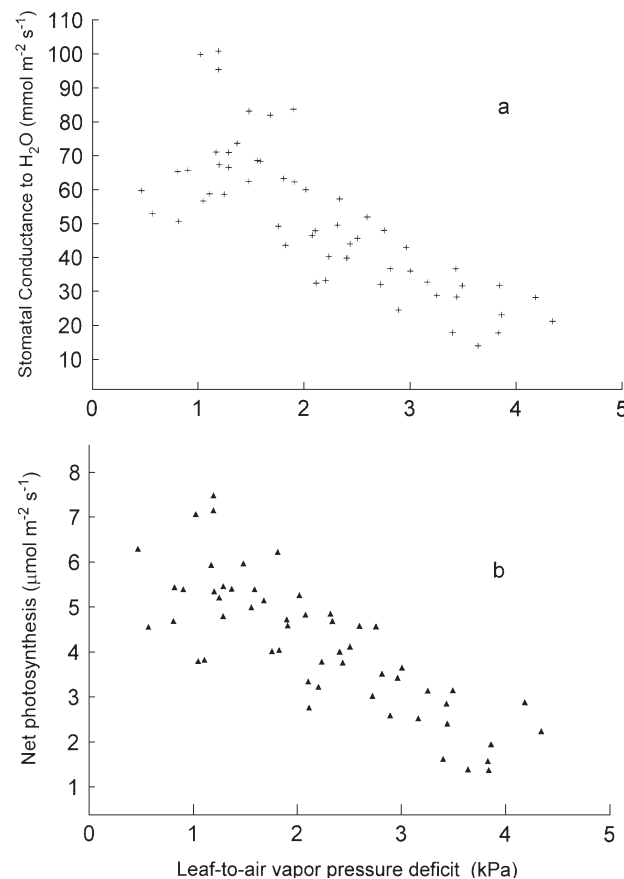 110
100
90
80
70
60
50
40
30
20
10
Stomatal Conductance to H₂O (mmol m⁻² s⁻¹)
a
0 1 2 3 4 5
8
7
6
5
4
3
2
1
Net photosynthesis (μmol m⁻² s⁻¹)
b
0 1 2 3 4 5
Leaf-to-air vapor pressure deficit (kPa)